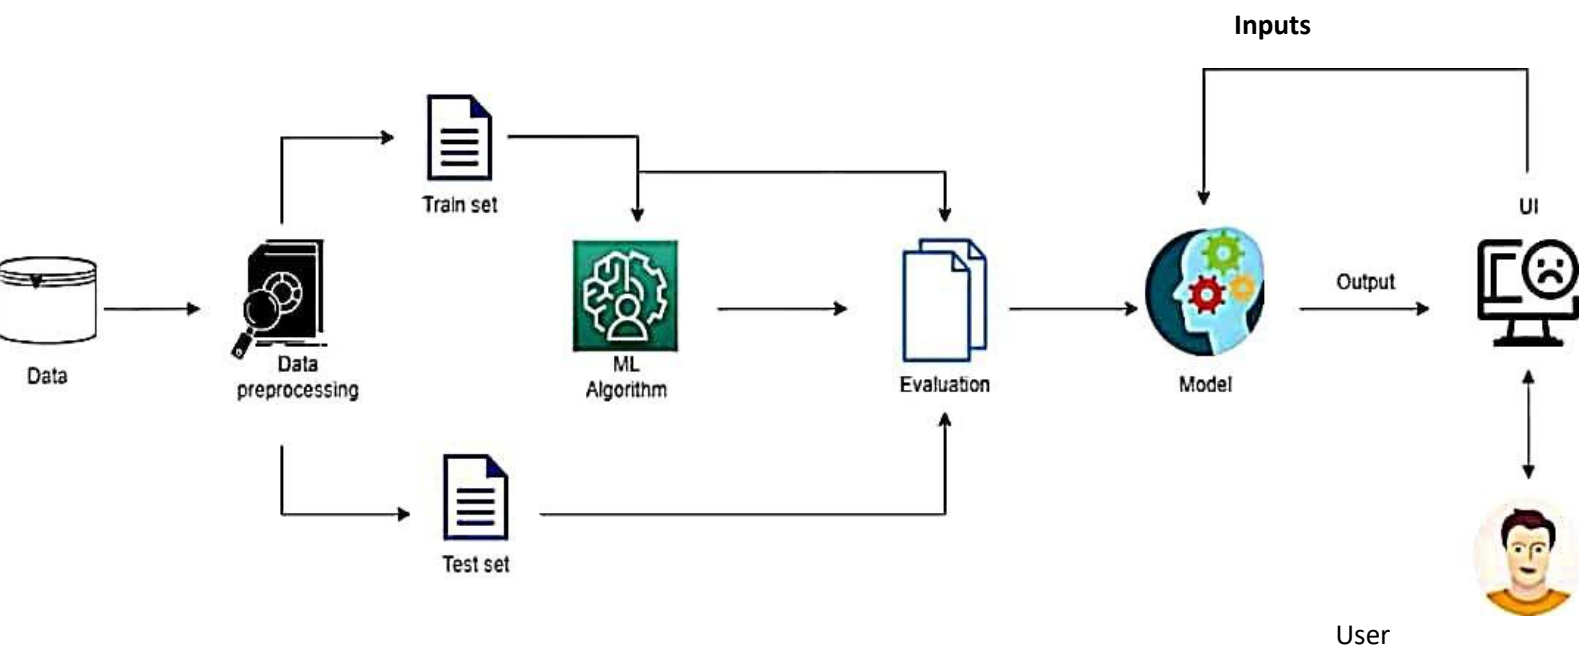 Inputs
Train set
UI
Output
Data
Data
preprocessing
ML
Algorithm
Evaluation
Model
Test set
User